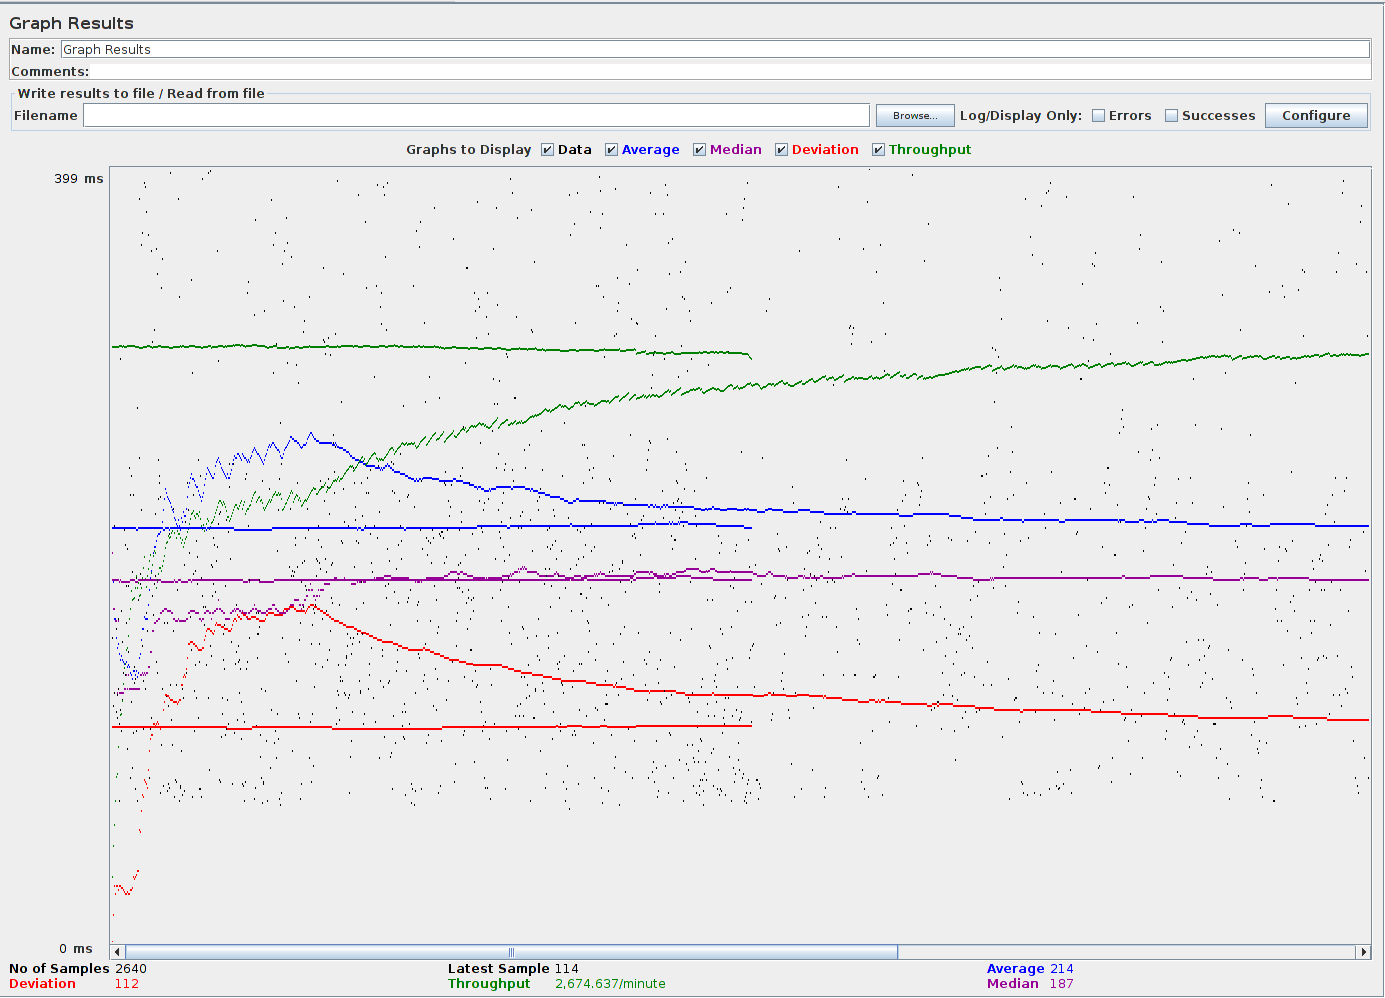 Graph Results
Name: Graph Results
Comments:
Write results to file / Read from file
Filename Browse... Log/Display Only: Errors Successes Configure
Graphs to Display Data Average Median Deviation Throughput
399 ms
0 ms
No of Samples 2640 Latest Sample 114 Average 214
Deviation 112 Throughput 2,674.637/minute Median 187